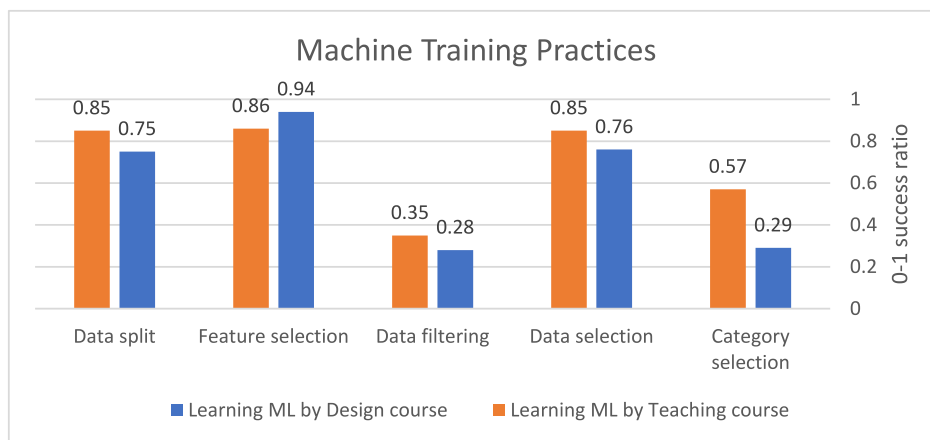 Machine Training Practices
0.85
0.75
0.86
0.94
0.35
0.28
0.85
0.76
0.57
0.29
1
0.8
0.6
0.4
0.2
0
0-1 success ratio
Data split
Feature selection
Data filtering
Data selection
Category
selection
Learning ML by Design course
Learning ML by Teaching course